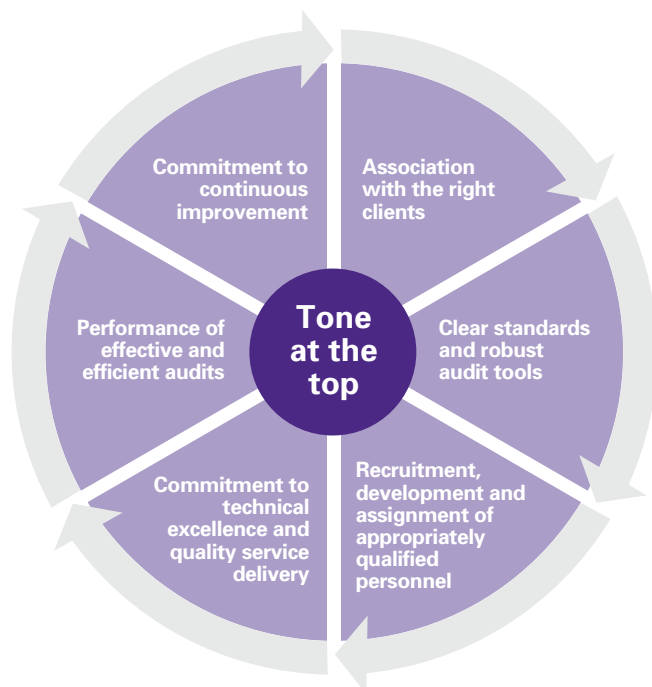 Tone
at the
top
Association
with the right
clients
Clear standards
and robust
audit tools
Recruitment,
development and
assignment of
appropriately
qualified
personnel
Commitment to
technical
excellence and
quality service
delivery
Performance of
effective and
efficient audits
Commitment to
continuous
improvement